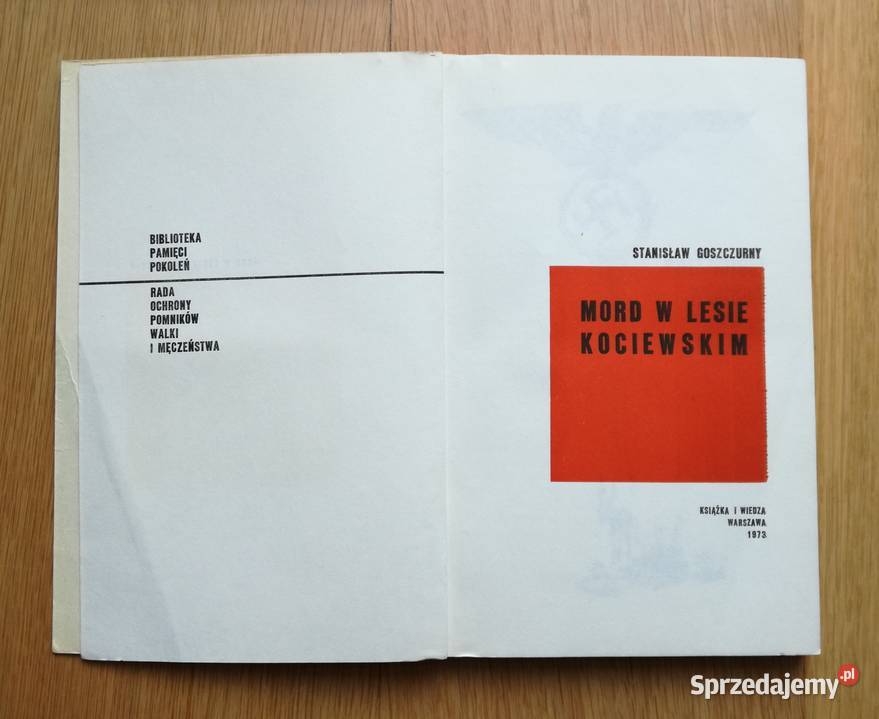 BIBLIOTEKA
PAMIĘCI
POKOLEŃ
RADA
OCHRONY
POMNIKÓW
WALKI
I MĘCZEŃSTWA
STANISŁAW GOSZCZURNY
MORD W LESIE
KOCIEWSKIM
KSIĄŻKA I WIEDZA
WARSZAWA
1973
Sprzedajemy.pl